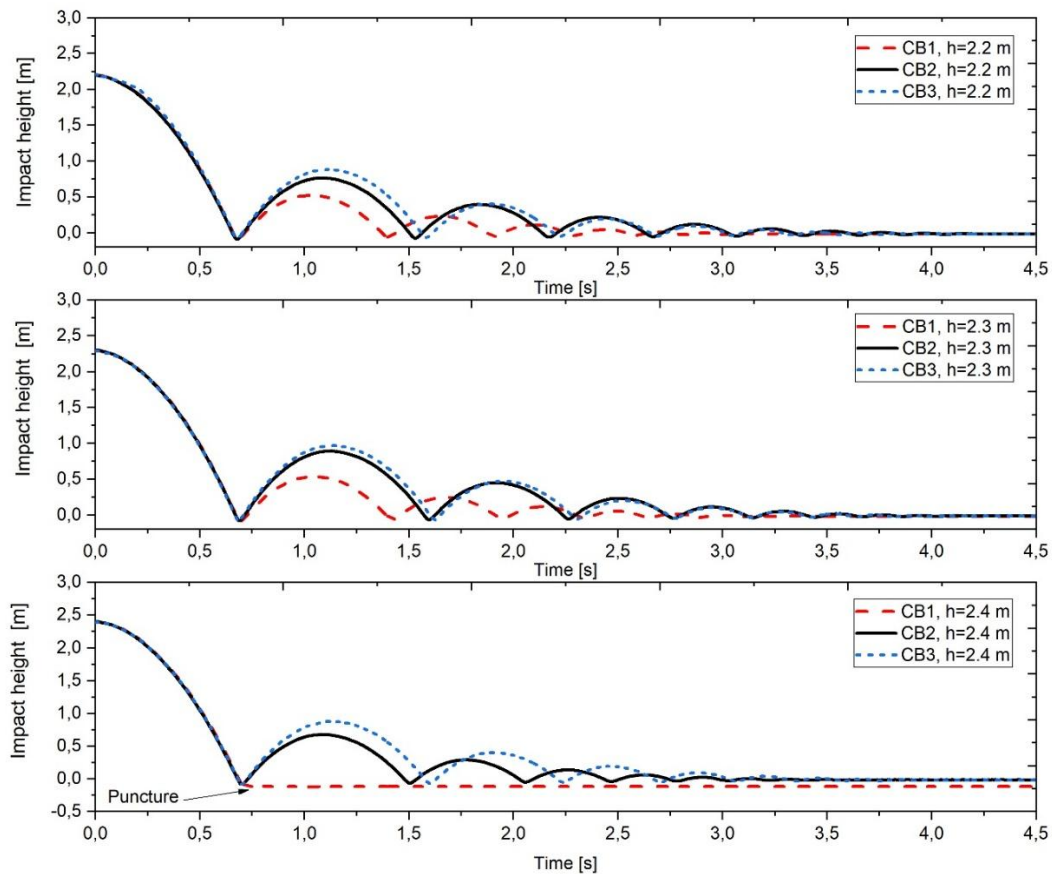 3,0
2,5
2,0
1,5
1,0
0,5
0,0
Impact height [m]
CB1, h=2.2 m
CB2, h=2.2 m
CB3, h=2.2 m
0,0 0,5 1,0 1,5 2,0 2,5 3,0 3,5 4,0 4,5
Time [s]
3,0
2,5
2,0
1,5
1,0
0,5
0,0
Impact height [m]
CB1, h=2.3 m
CB2, h=2.3 m
CB3, h=2.3 m
0,0 0,5 1,0 1,5 2,0 2,5 3,0 3,5 4,0 4,5
Time [s]
3,0
2,5
2,0
1,5
1,0
0,5
0,0
-0,5
Impact height [m]
CB1, h=2.4 m
CB2, h=2.4 m
CB3, h=2.4 m
Puncture
0,0 0,5 1,0 1,5 2,0 2,5 3,0 3,5 4,0 4,5
Time [s]